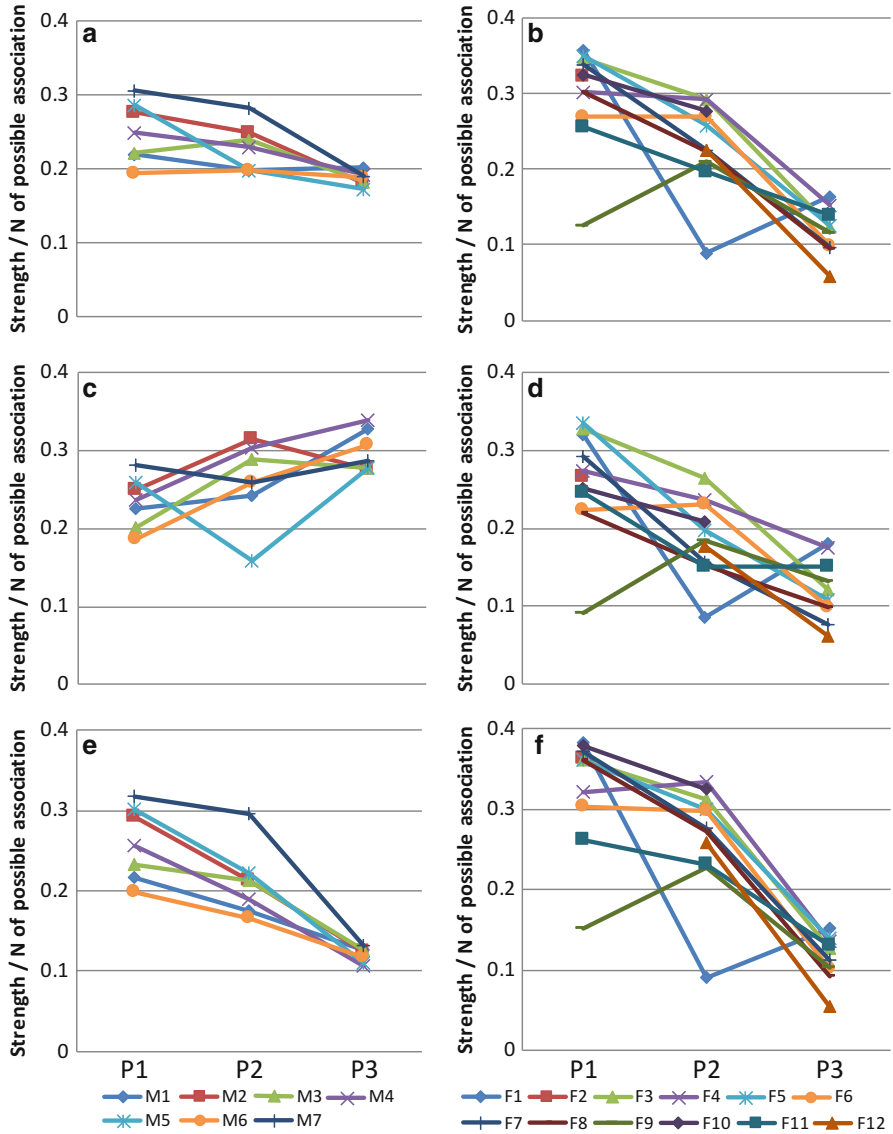 a
0.4
0.3
0.2
0.1
0
Strength / N of possible association
b
0.4
0.3
0.2
0.1
0
Strength / N of possible association
c
0.4
0.3
0.2
0.1
0
Strength / N of possible association
d
0.4
0.3
0.2
0.1
0
Strength / N of possible association
e
0.4
0.3
0.2
0.1
0
Strength / N of possible association
P1 P2 P3
M1 M2 M3 M4
M5 M6 M7
f
0.4
0.3
0.2
0.1
0
Strength / N of possible association
P1 P2 P3
F1 F2 F3 F4 F5 F6
F7 F8 F9 F10 F11 F12